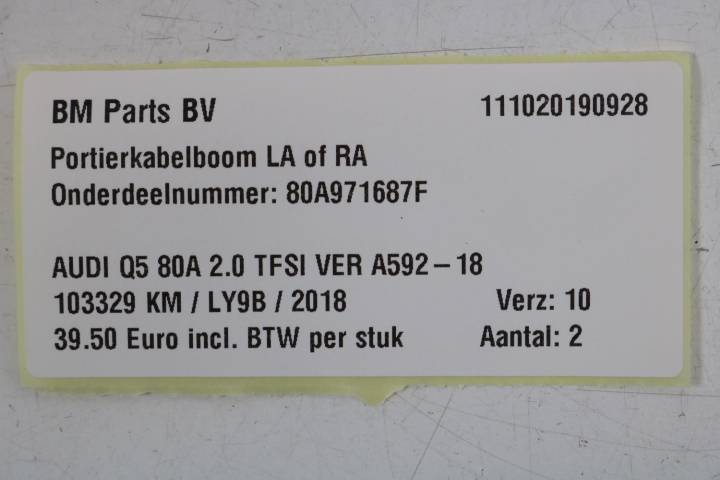 BM Parts BV 111020190928
Portierkabelboom LA of RA
Onderdeelnummer: 80A971687F
AUDI Q5 80A 2.0 TFSI VER A592-18
103329 KM / LY9B / 2018 Verz: 10
39.50 Euro incl. BTW per stuk Aantal: 2